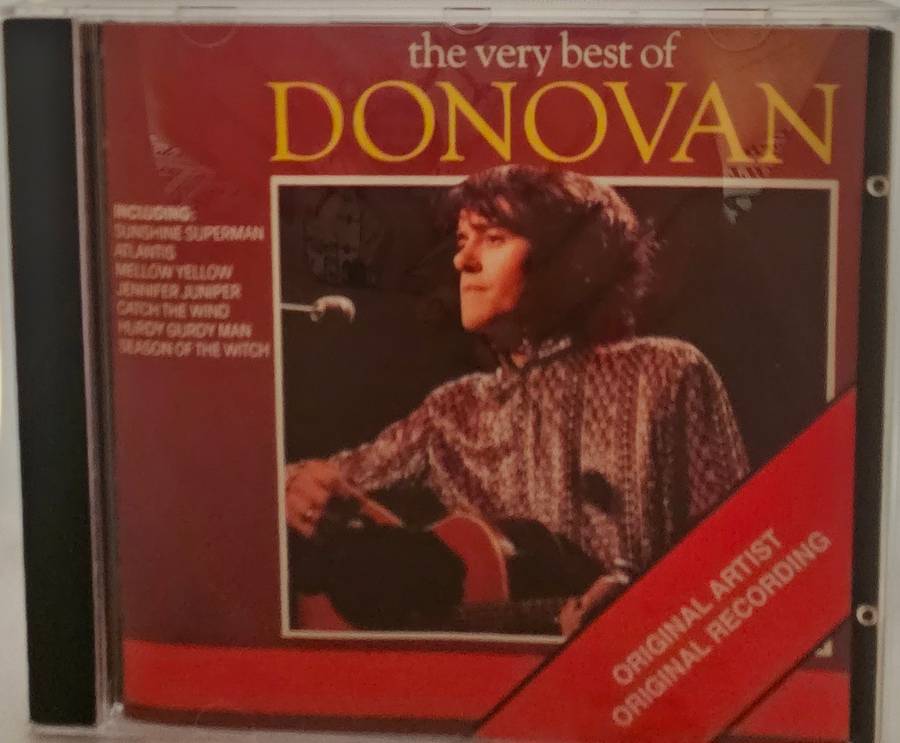 the very best of
DONOVAN
INCLUDING:
SUNSHINE SUPERMAN
ATLANTIS
MELLOW YELLOW
JENNIFER JUNIPER
CATCH THE WIND
HURDY GURDY MAN
SEASON OF THE WITCH
ORIGINAL ARTIST
ORIGINAL RECORDING